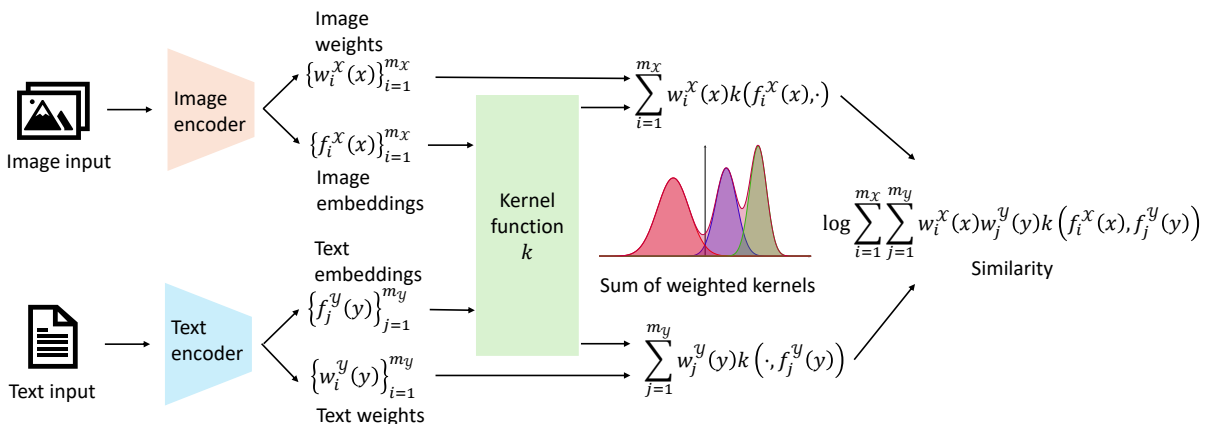 Image
weights
{w_i^𝒳(x)}_{i=1}^{m_𝒳}
Image
encoder
Image input
{f_i^𝒳(x)}_{i=1}^{m_𝒳}
Image
embeddings
Kernel
function
k
∑_{i=1}^{m_𝒳} w_i^𝒳(x)k(f_i^𝒳(x),·)
Sum of weighted kernels
log ∑_{i=1}^{m_𝒳} ∑_{j=1}^{m_𝒴} w_i^𝒳(x)w_j^𝒴(y)k(f_i^𝒳(x), f_j^𝒴(y))
Similarity
Text
embeddings
{f_j^𝒴(y)}_{j=1}^{m_𝒴}
Text
encoder
Text input
{w_i^𝒴(y)}_{i=1}^{m_𝒴}
Text weights
∑_{j=1}^{m_𝒴} w_j^𝒴(y)k(·, f_j^𝒴(y))